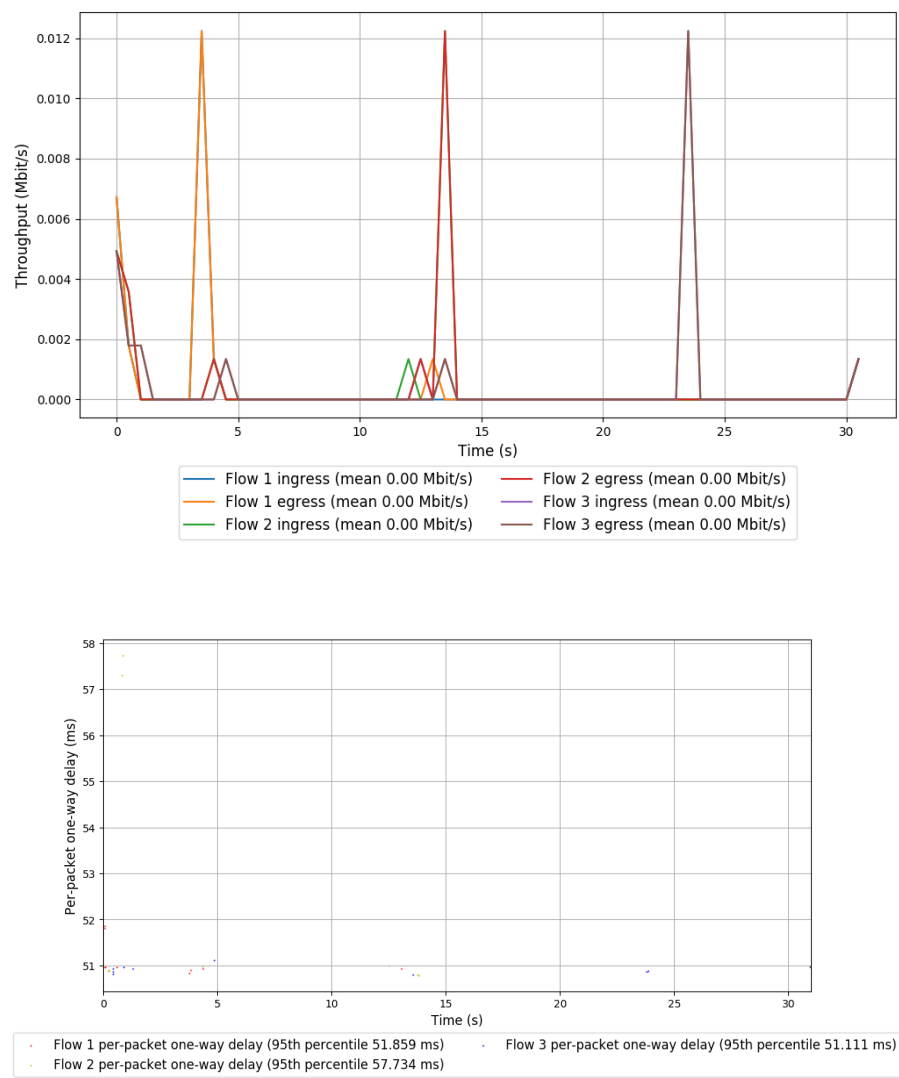 0.012
0.010
0.008
0.006
0.004
0.002
0.000
Throughput (Mbit/s)
0 5 10 15 20 25 30
Time (s)
Flow 1 ingress (mean 0.00 Mbit/s) Flow 2 egress (mean 0.00 Mbit/s)
Flow 1 egress (mean 0.00 Mbit/s) Flow 3 ingress (mean 0.00 Mbit/s)
Flow 2 ingress (mean 0.00 Mbit/s) Flow 3 egress (mean 0.00 Mbit/s)
58
57
56
55
54
53
52
51
Per-packet one-way delay (ms)
0 5 10 15 20 25 30
Time (s)
Flow 1 per-packet one-way delay (95th percentile 51.859 ms) Flow 3 per-packet one-way delay (95th percentile 51.111 ms)
Flow 2 per-packet one-way delay (95th percentile 57.734 ms)